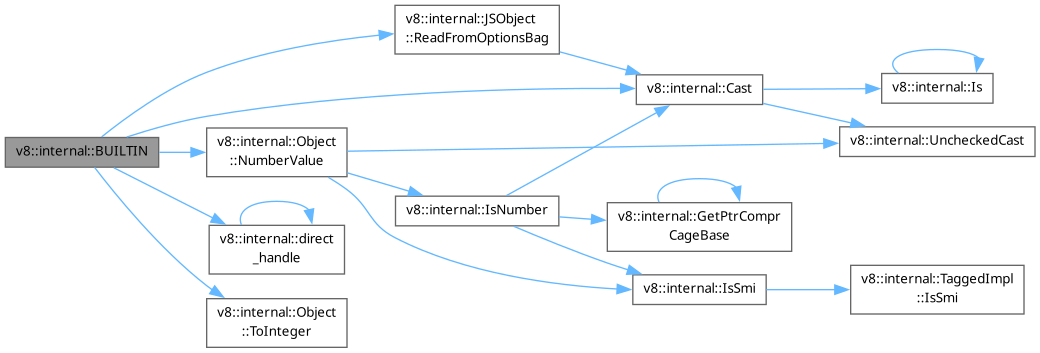 v8::internal::JSObject
::ReadFromOptionsBag
v8::internal::Cast
v8::internal::Is
v8::internal::BUILTIN
v8::internal::Object
::NumberValue
v8::internal::UncheckedCast
v8::internal::IsNumber
v8::internal::GetPtrCompr
CageBase
v8::internal::direct
_handle
v8::internal::IsSmi
v8::internal::TaggedImpl
::IsSmi
v8::internal::Object
::ToInteger